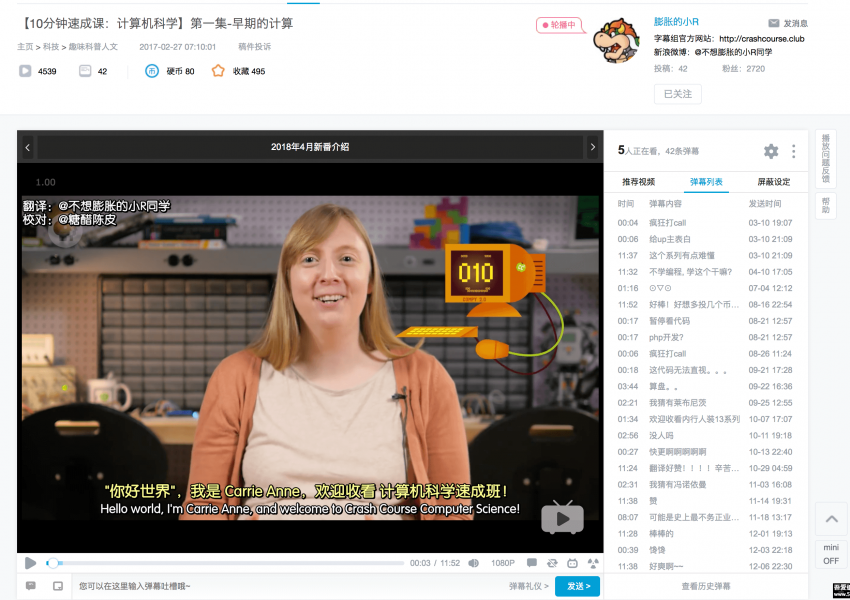 【10分钟速成课：计算机科学】第一集-早期的计算
主页 > 科技 > 趣味科普人文 2017-02-27 07:10:01 稿件投诉
4539 42 硬币 80 收藏 495
轮播中
膨胀的小R 发消息
字幕组官方网站：http://crashcourse.club
新浪微博：@不想膨胀的小R同学
投稿：42 粉丝：2720
已关注
2018年4月新番介绍
1.00
翻译：@不想膨胀的小R同学
校对：@糖醋陈皮
010
"你好世界"，我是 Carrie Anne，欢迎收看 计算机科学速成班！
Hello world, I'm Carrie Anne, and welcome to Crash Course Computer Science!
00:03 / 11:52 1080P
您可以在这里输入弹幕吐槽哦~ 弹幕礼仪 > 发送 >
5人正在看，42条弹幕
推荐视频 弹幕列表 屏蔽设定
时间 弹幕内容 发送时间
00:04 疯狂打call 03-10 19:07
00:06 给up主表白 03-10 21:09
11:37 这个系列有点难懂 03-10 21:09
11:32 不学编程, 学这个干嘛? 04-10 17:05
01:16 ⊙▽⊙ 07-04 12:12
11:52 好棒！好想多投几个币... 08-16 22:54
00:17 暂停看代码 08-21 12:57
00:17 php开发? 08-21 12:57
00:06 疯狂打call 08-26 11:24
00:18 这代码无法直视。。。 09-21 17:28
03:44 算盘。。 09-22 16:36
02:21 我猜有莱布尼茨 09-25 12:55
01:34 欢迎收看内行人装13系列 10-07 17:07
02:56 没人吗 10-11 19:18
00:27 快更啊啊啊啊啊 10-13 22:40
11:24 翻译好赞！！！！辛苦... 10-29 04:59
02:31 我猜有冯诺依曼 11-03 16:08
11:38 赞 11-14 19:31
08:07 可能是史上最不务正业... 11-18 13:17
11:28 棒棒的 12-01 19:13
00:39 馋馋 12-03 22:18
11:38 好爽啊~~ 12-06 22:30
查看历史弹幕
播放问题反馈
帮助
mini
OFF